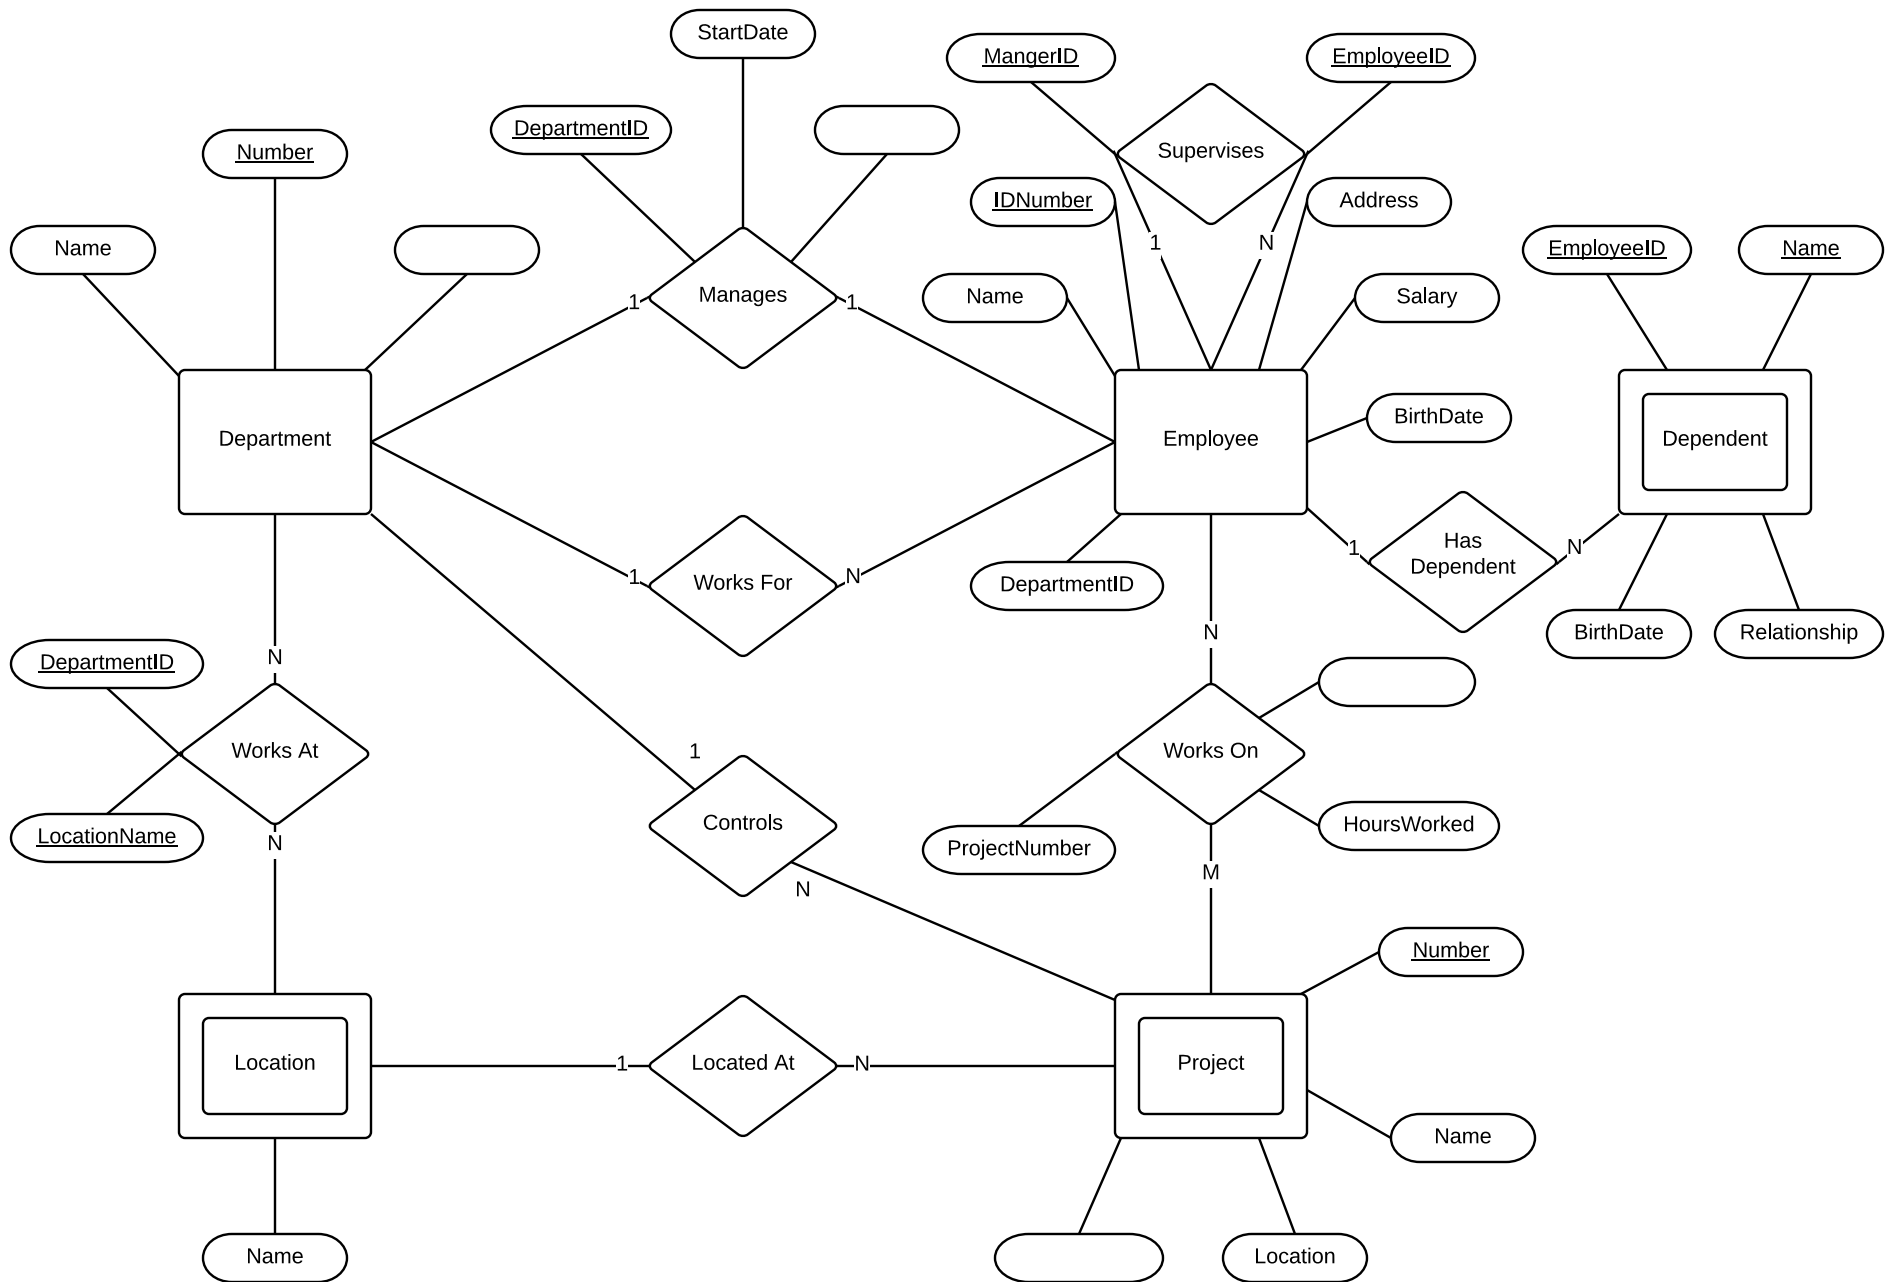 StartDate
MangerID
EmployeeID
DepartmentID
Number
Supervises
IDNumber
Address
Name
EmployeeID
Name
Manages
1
1
1
N
Name
Salary
Department
Employee
BirthDate
Dependent
Works For
1
N
DepartmentID
1
Has
Dependent
N
BirthDate
Relationship
N
N
DepartmentID
Works At
1
Works On
LocationName
N
Controls
ProjectNumber
HoursWorked
N
M
Number
Location
1
Located At
N
Project
Name
Name
Location